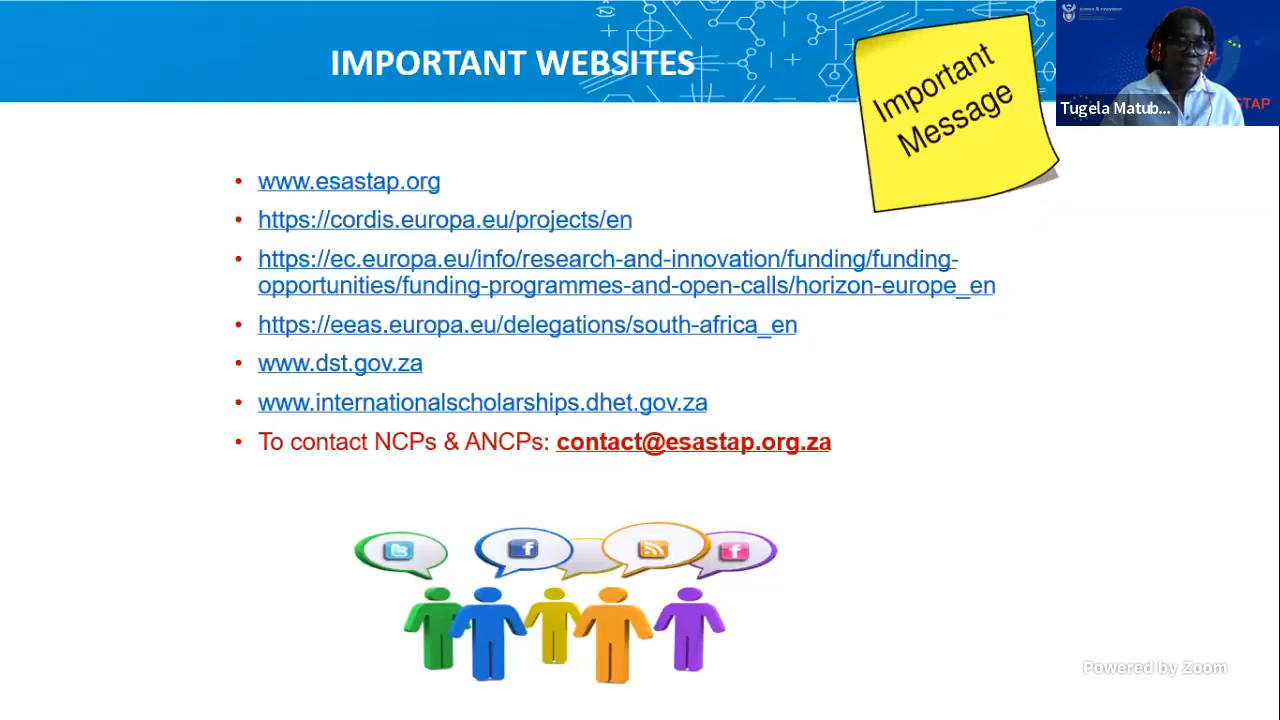 IMPORTANT WEBSITES
Important
Message
science & innovation
Tugela Matub...
STAP
• www.esastap.org
• https://cordis.europa.eu/projects/en
• https://ec.europa.eu/info/research-and-innovation/funding/funding-
opportunities/funding-programmes-and-open-calls/horizon-europe_en
• https://eeas.europa.eu/delegations/south-africa_en
• www.dst.gov.za
• www.internationalscholarships.dhet.gov.za
• To contact NCPs & ANCPs: contact@esastap.org.za
Powered by Zoom